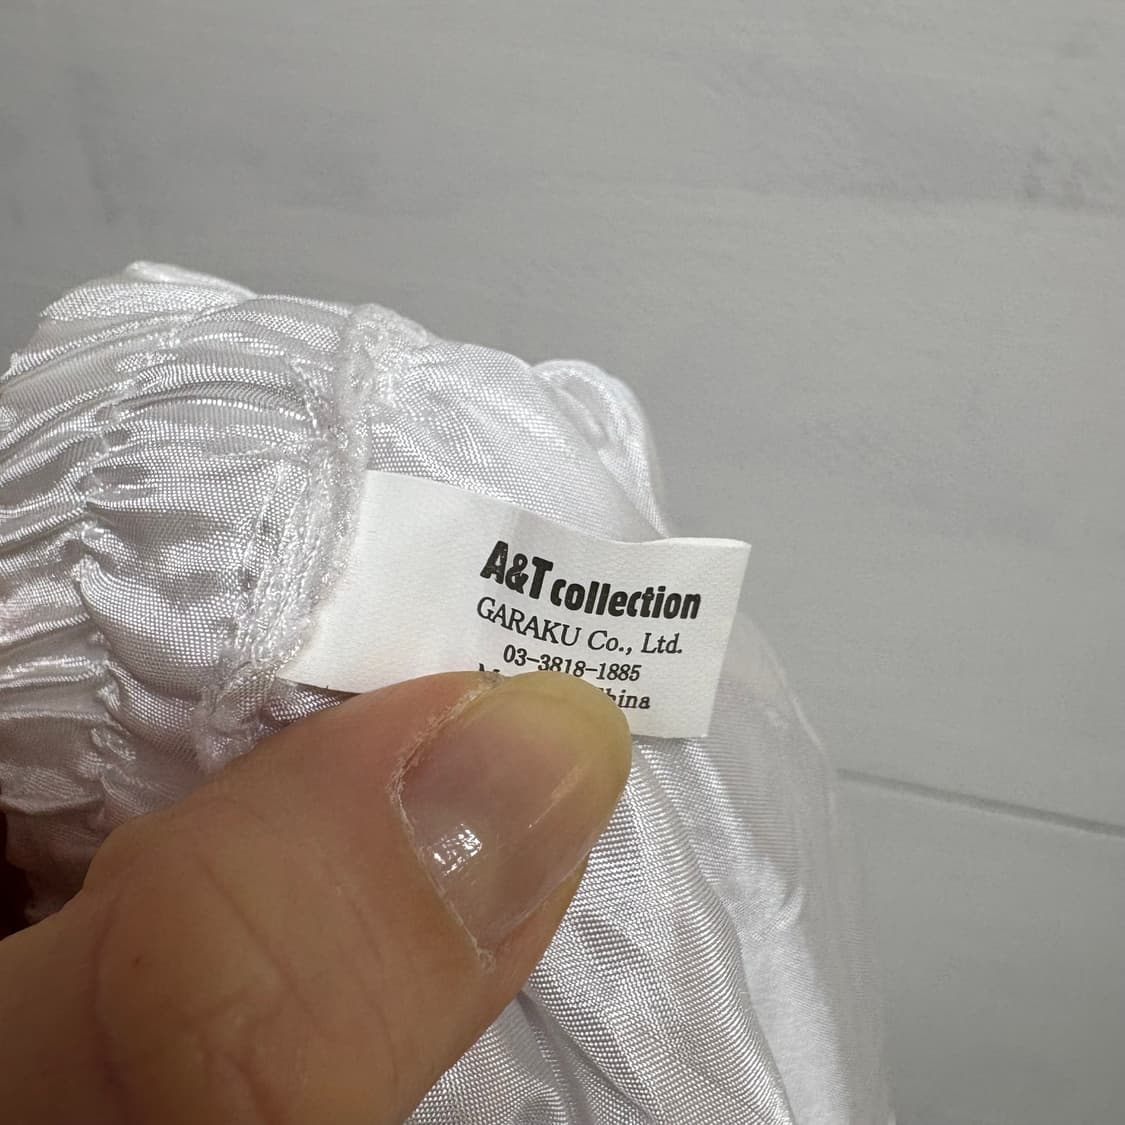 A&T collection
GARAKU Co., Ltd.
03-3818-1885